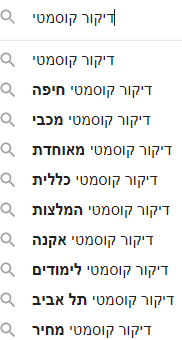 דיקור קוסמטי
דיקור קוסמטי
דיקור קוסמטי חיפה
דיקור קוסמטי מכבי
דיקור קוסמטי מאוחדת
דיקור קוסמטי כללית
דיקור קוסמטי המלצות
דיקור קוסמטי אקנה
דיקור קוסמטי לימודים
דיקור קוסמטי תל אביב
דיקור קוסמטי מחיר